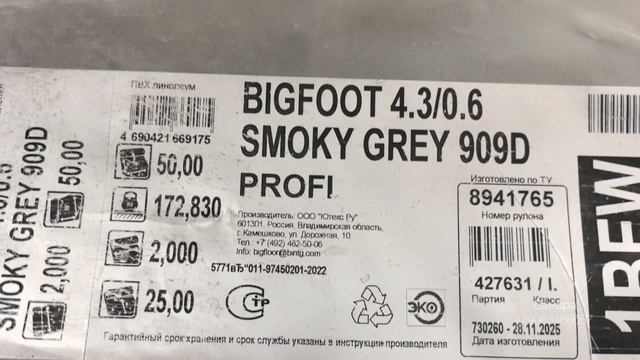 ПВХ линолеум
4 690421 669175
50,00
172,830
2,000
25,00
BIGFOOT 4.3/0.6
SMOKY GREY 909D
PROFI
Производитель: ООО "Ютекс Ру"
601301, Россия, Владимирская область,
г. Камешково, ул. Дорожная, 10
Тел.: +7 (492) 462-50-06
Info: bigfloor@bintg.com
5771вЂ"011-97450201-2022
СТР
ЭКО
Гарантийный срок хранения и срок службы указаны в инструкции производителя
Изготовлено по ТУ
8941765
Номер рулона
427631 / I.
Партия Класс
730260 - 28.11.2025
Дата изготовления
1BFW
SMOKY GREY 909D
2,000
50,00